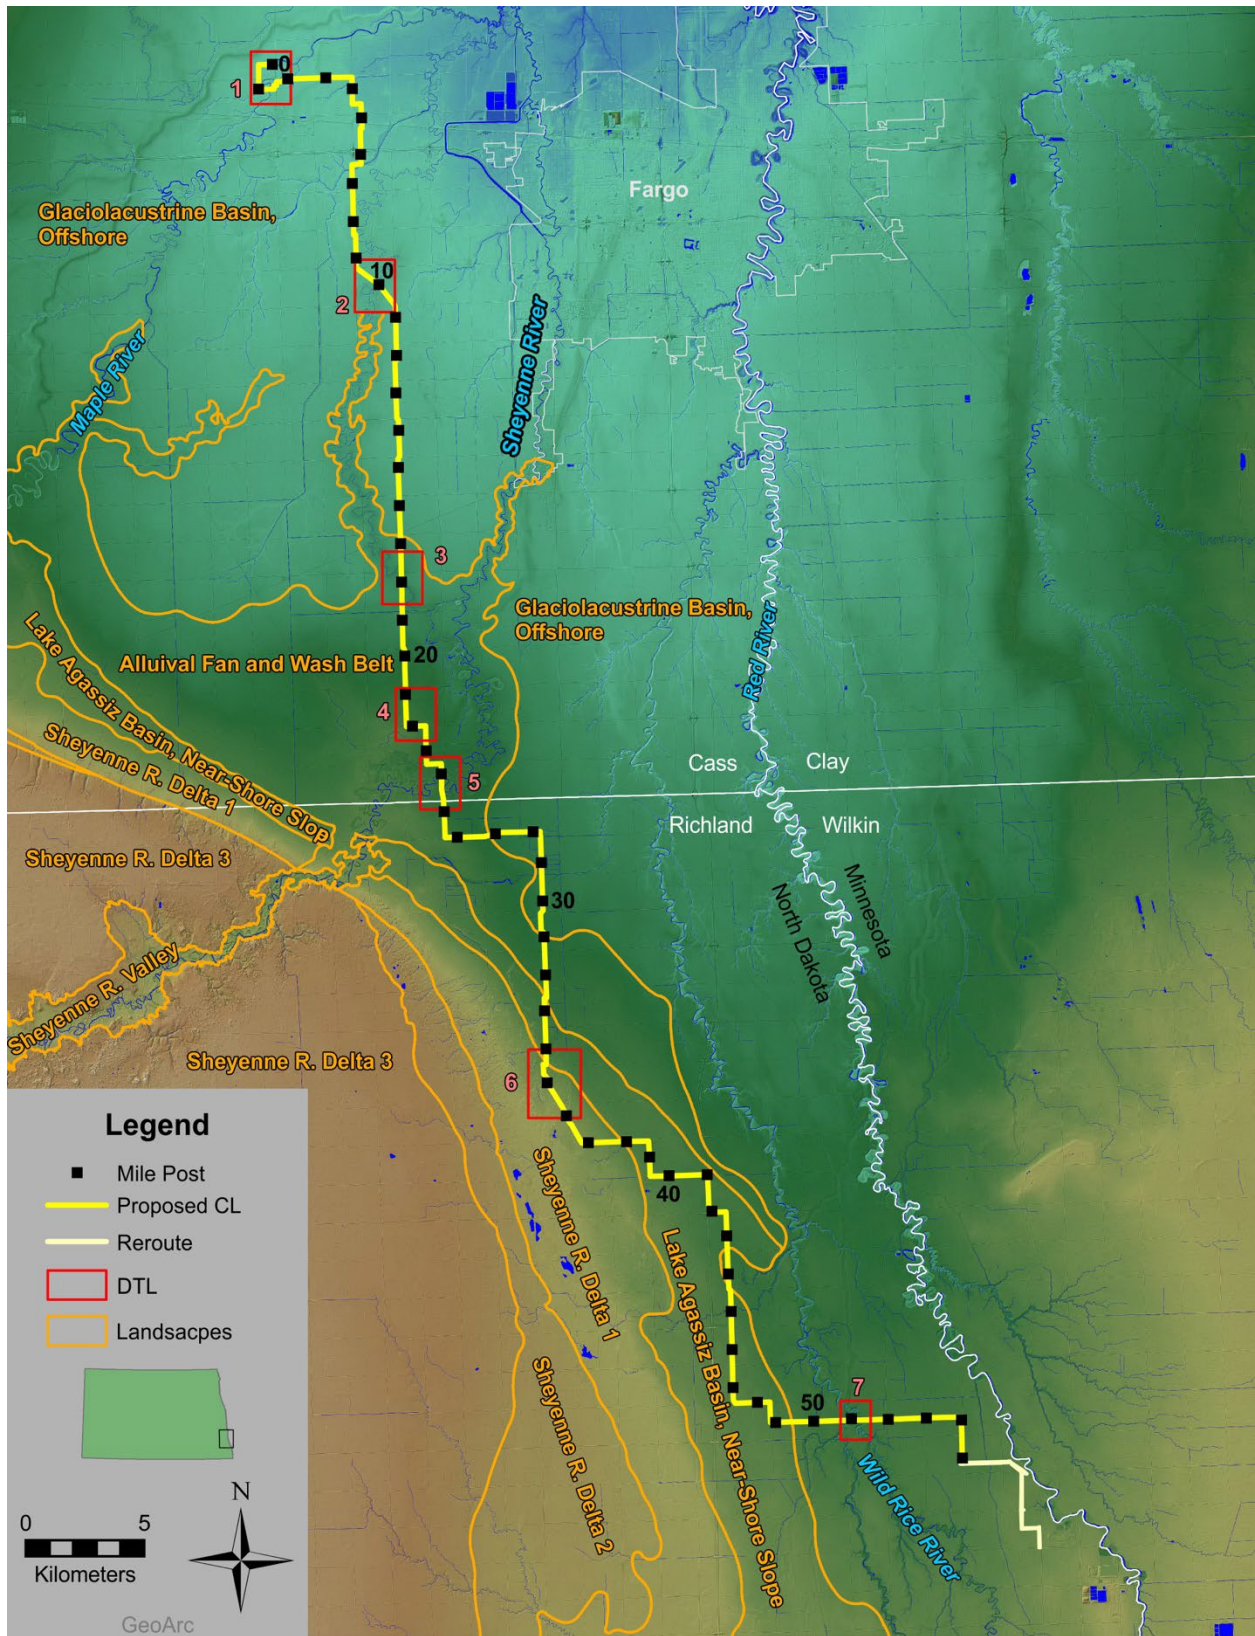 0
1
Fargo
Glaciolacustrine Basin,
Offshore
10
2
Maple River
Sheyenne River
3
Glaciolacustrine Basin,
Offshore
Lake Agassiz Basin, Near-Shore Slop
Alluival Fan and Wash Belt
20
Red River
4
Sheyenne R. Delta 1
5
Cass
Clay
Richland
Wilkin
Sheyenne R. Delta 3
Minnesota
North Dakota
30
Sheyenne R. Valley
Sheyenne R. Delta 3
6
40
Sheyenne R. Delta 1
Lake Agassiz Basin, Near-Shore Slope
Sheyenne R. Delta 2
50
7
Wild Rice River
Legend
Mile Post
Proposed CL
Reroute
DTL
Landsacpes
N
0 5
Kilometers
GeoArc